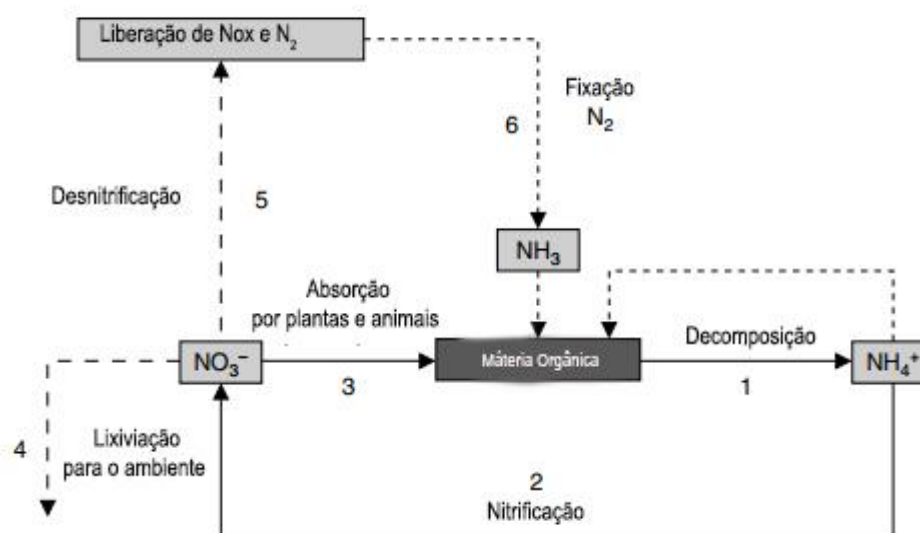 Liberação de Nox e N₂
Fixação
N₂
6
Desnitrificação
5
NH₃
Absorção
por plantas e animais
Decomposição
NO₃⁻
Máteria Orgânica
NH₄⁺
3
1
4
Lixiviação
para o ambiente
2
Nitrificação